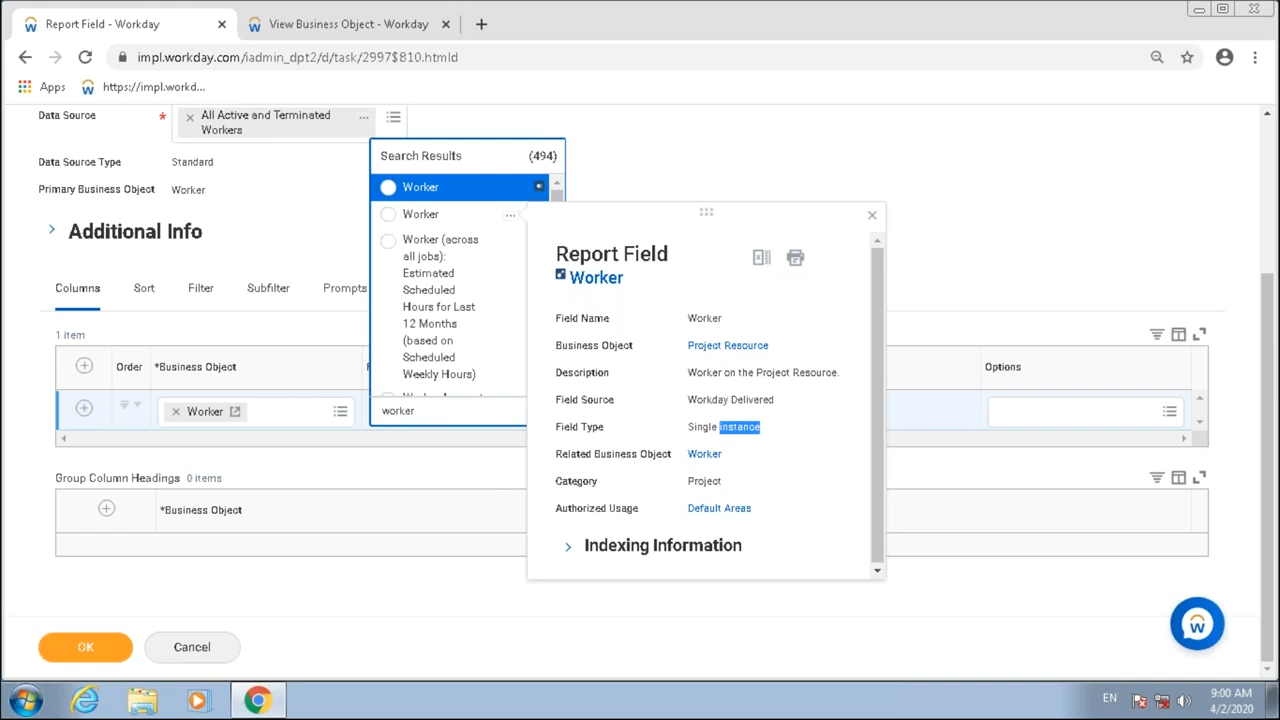 Report Field - Workday
View Business Object - Workday
impl.workday.com/iadmin_dpt2/d/task/2997$810.htmld
Apps
https://impl.workd...
Data Source
*
All Active and Terminated
Workers
Data Source Type
Standard
Primary Business Object
Worker
Additional Info
Columns
Sort
Filter
Subfilter
Prompts
1 item
Order
*Business Object
Options
Worker
Group Column Headings 0 items
*Business Object
Search Results (494)
Worker
Worker
Worker (across
all jobs):
Estimated
Scheduled
Hours for Last
12 Months
(based on
Scheduled
Weekly Hours)
worker
Report Field
Worker
Field Name
Worker
Business Object
Project Resource
Description
Worker on the Project Resource.
Field Source
Workday Delivered
Field Type
Single instance
Related Business Object
Worker
Category
Project
Authorized Usage
Default Areas
Indexing Information
OK
Cancel
EN
9:00 AM
4/2/2020